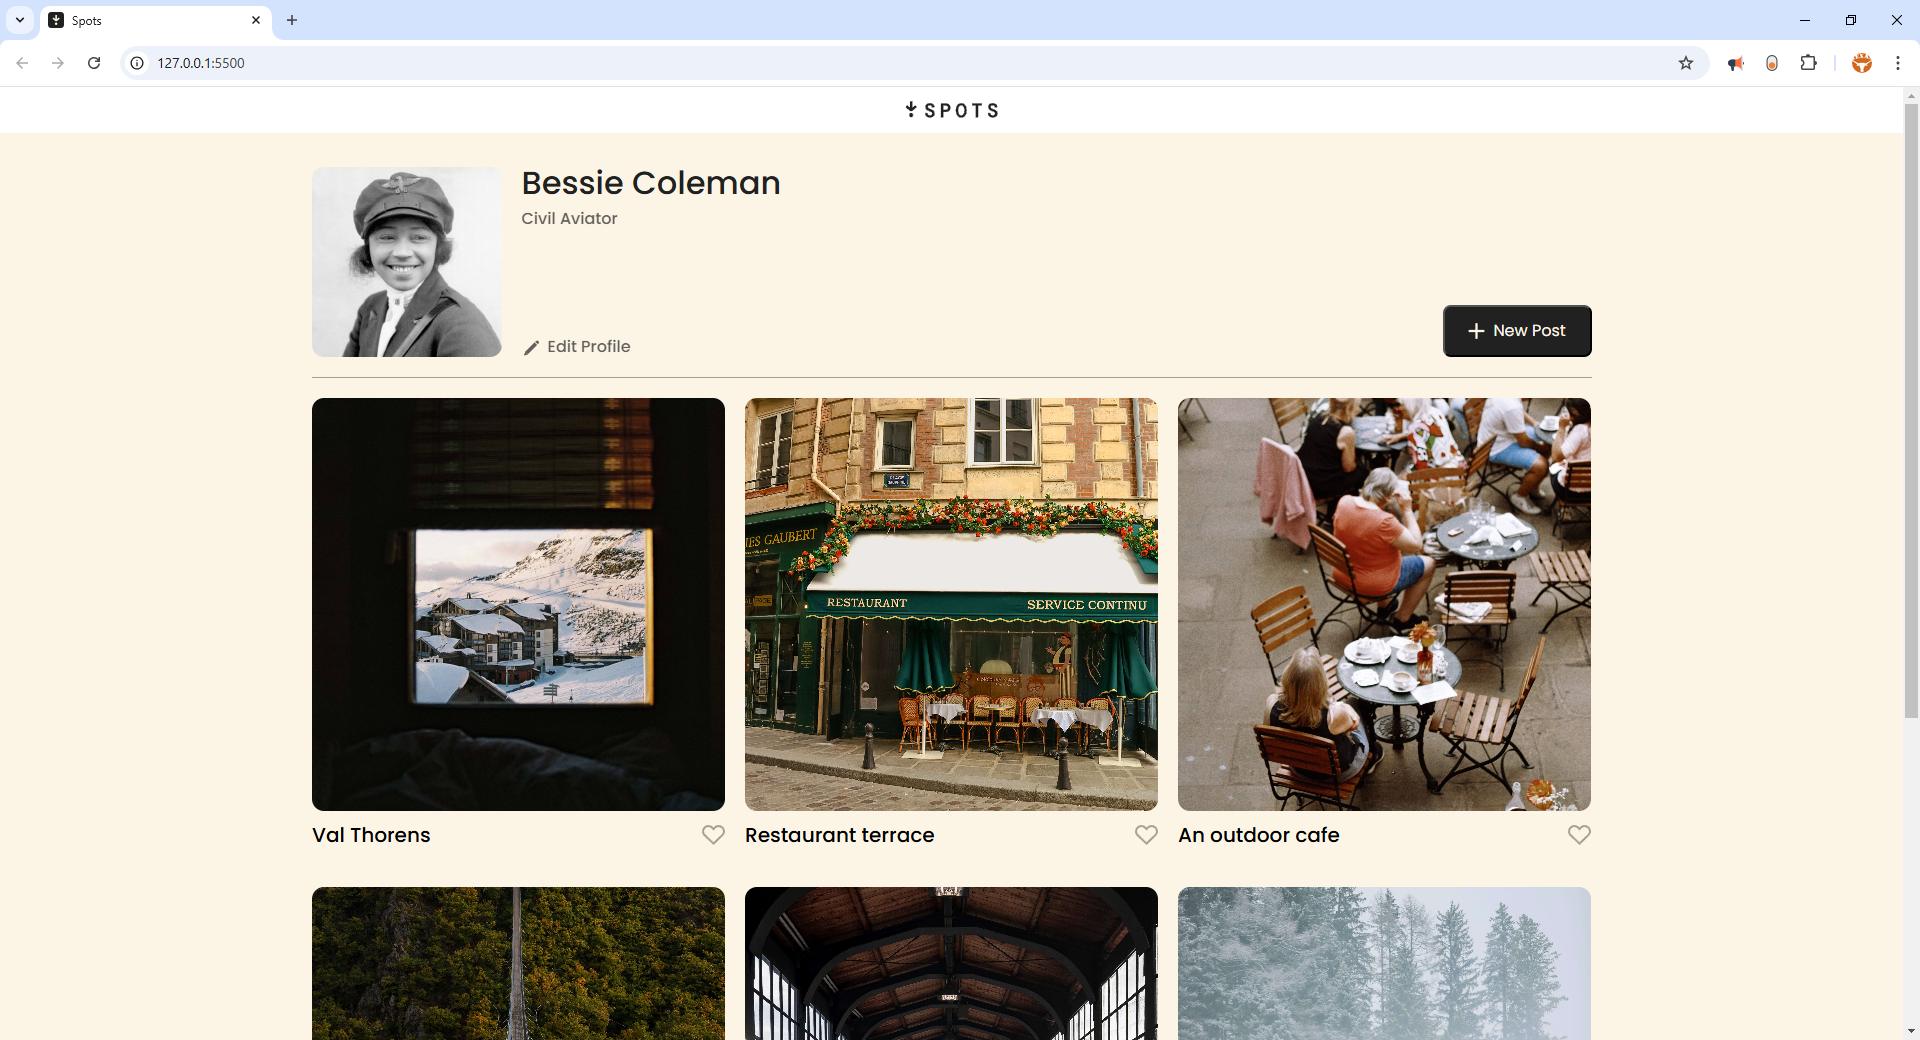 Spots
127.0.0.1:5500
SPOTS
Bessie Coleman
Civil Aviator
Edit Profile
New Post
ES GAUBERT
RESTAURANT
SERVICE CONTINU
Val Thorens
Restaurant terrace
An outdoor cafe